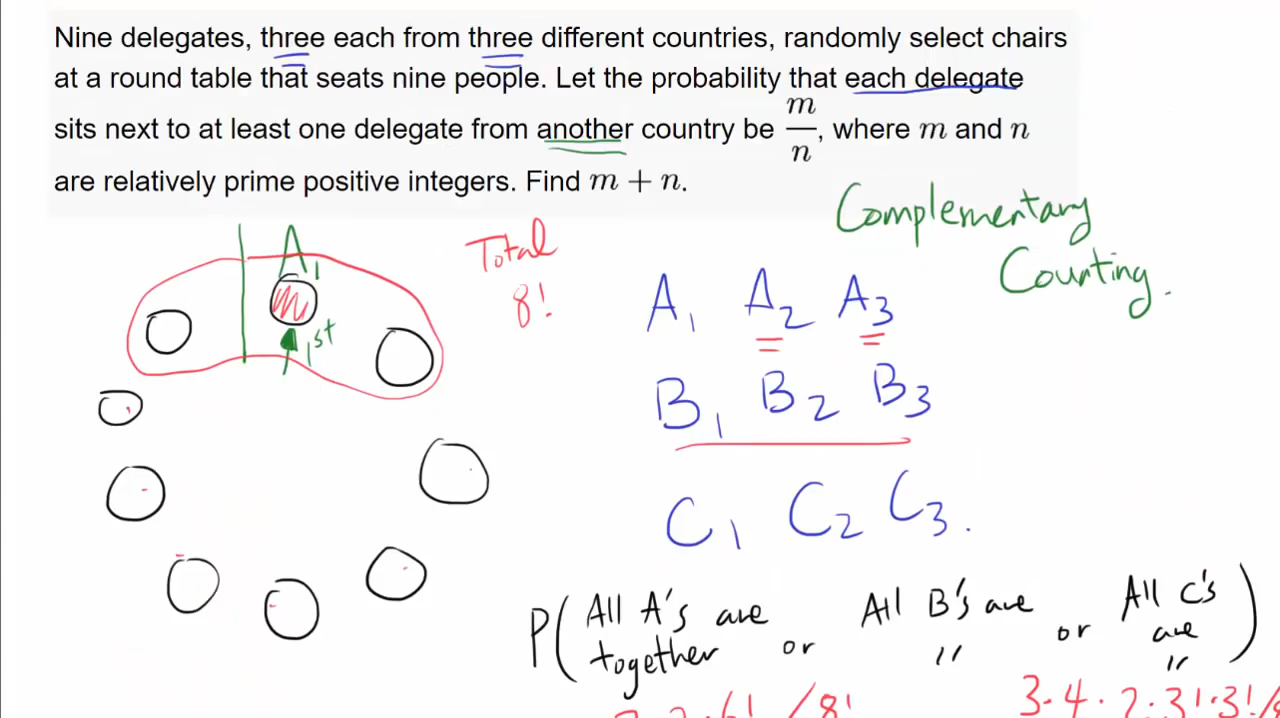 Nine delegates, three each from three different countries, randomly select chairs
at a round table that seats nine people. Let the probability that each delegate
sits next to at least one delegate from another country be m/n, where m and n
are relatively prime positive integers. Find m + n.
Complementary
Counting.
A1
1st
Total
8!
A1 A2 A3
B1 B2 B3
C1 C2 C3.
P( All A's are together or All B's are " or All C's are " )
/8!
3·4·2·3!·3!/